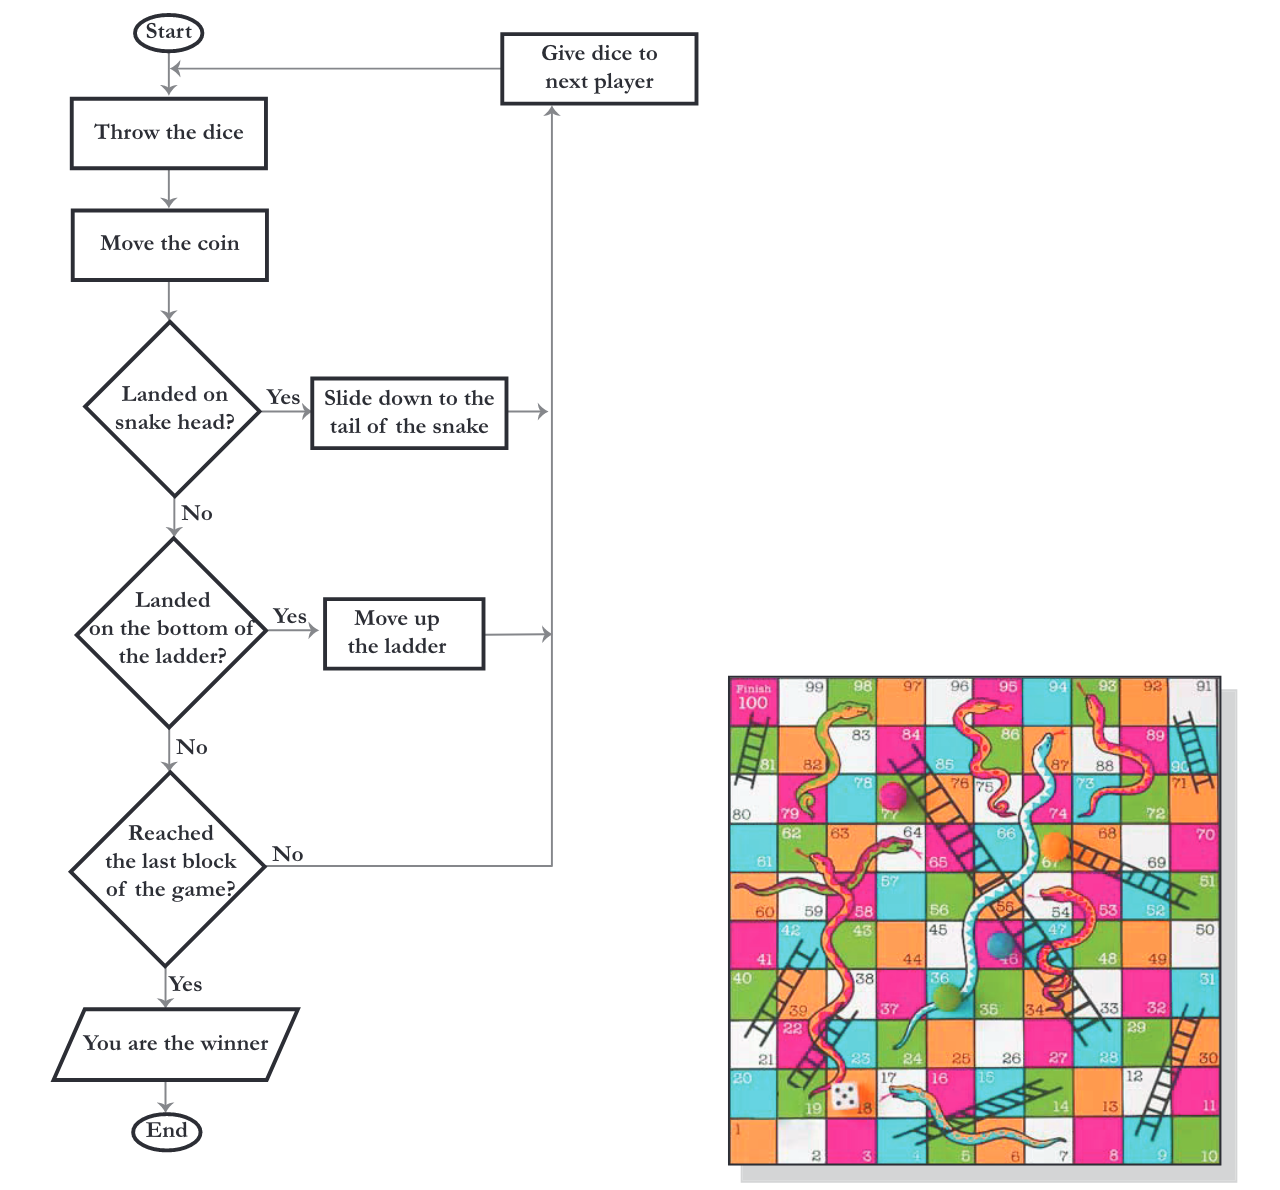 Start
Give dice to
next player
Throw the dice
Move the coin
Landed on
snake head?
Yes
Slide down to the
tail of the snake
No
Landed
on the bottom of
the ladder?
Yes
Move up
the ladder
No
Reached
the last block
of the game?
No
Yes
You are the winner
End
Finish
100 99 98 97 96 95 94 93 92 91
81 82 83 84 85 86 87 88 89 90
80 79 78 77 76 75 74 73 72 71
61 62 63 64 65 66 67 68 69 70
60 59 58 57 56 55 54 53 52 51
41 42 43 44 45 46 47 48 49 50
40 39 38 37 36 35 34 33 32 31
21 22 23 24 25 26 27 28 29 30
20 19 18 17 16 15 14 13 12 11
1 2 3 4 5 6 7 8 9 10